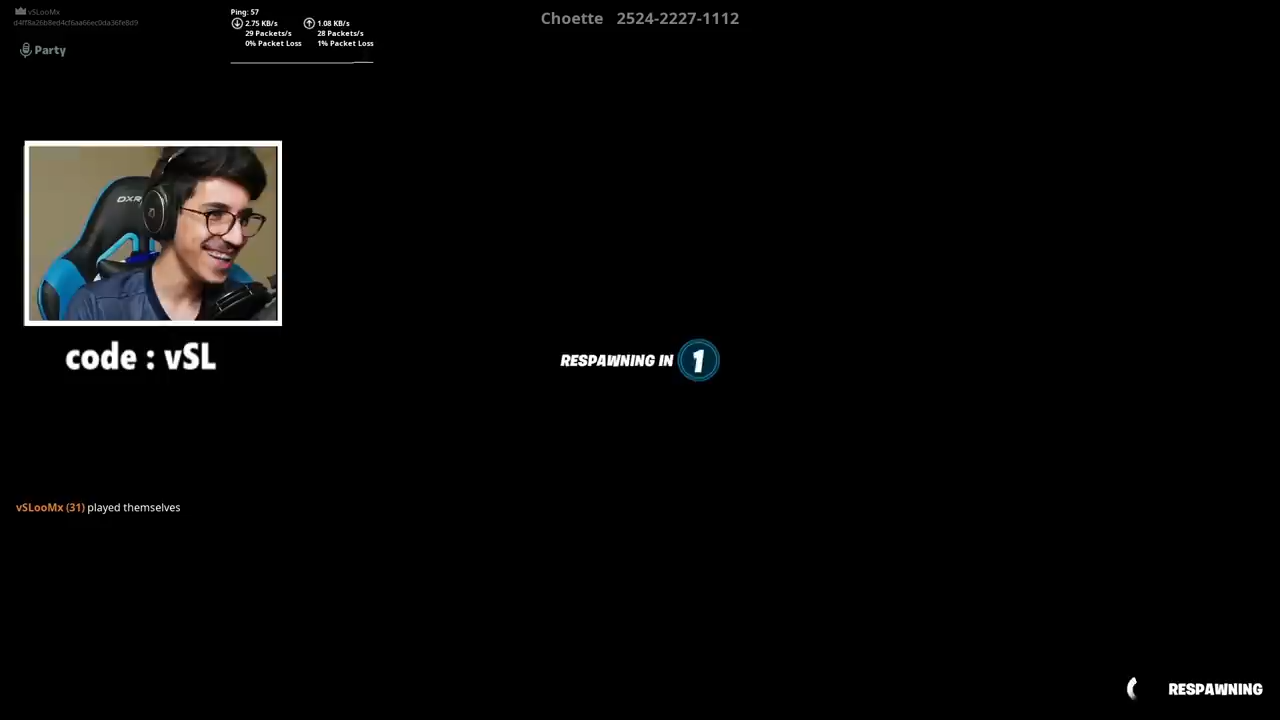 vSLooMx
Ping: 57
2.75 KB/s
1.08 KB/s
29 Packets/s
28 Packets/s
0% Packet Loss
1% Packet Loss
Choette 2524-2227-1112
Party
DXR
code : vSL
RESPAWNING IN 1
vSLooMx (31) played themselves
RESPAWNING